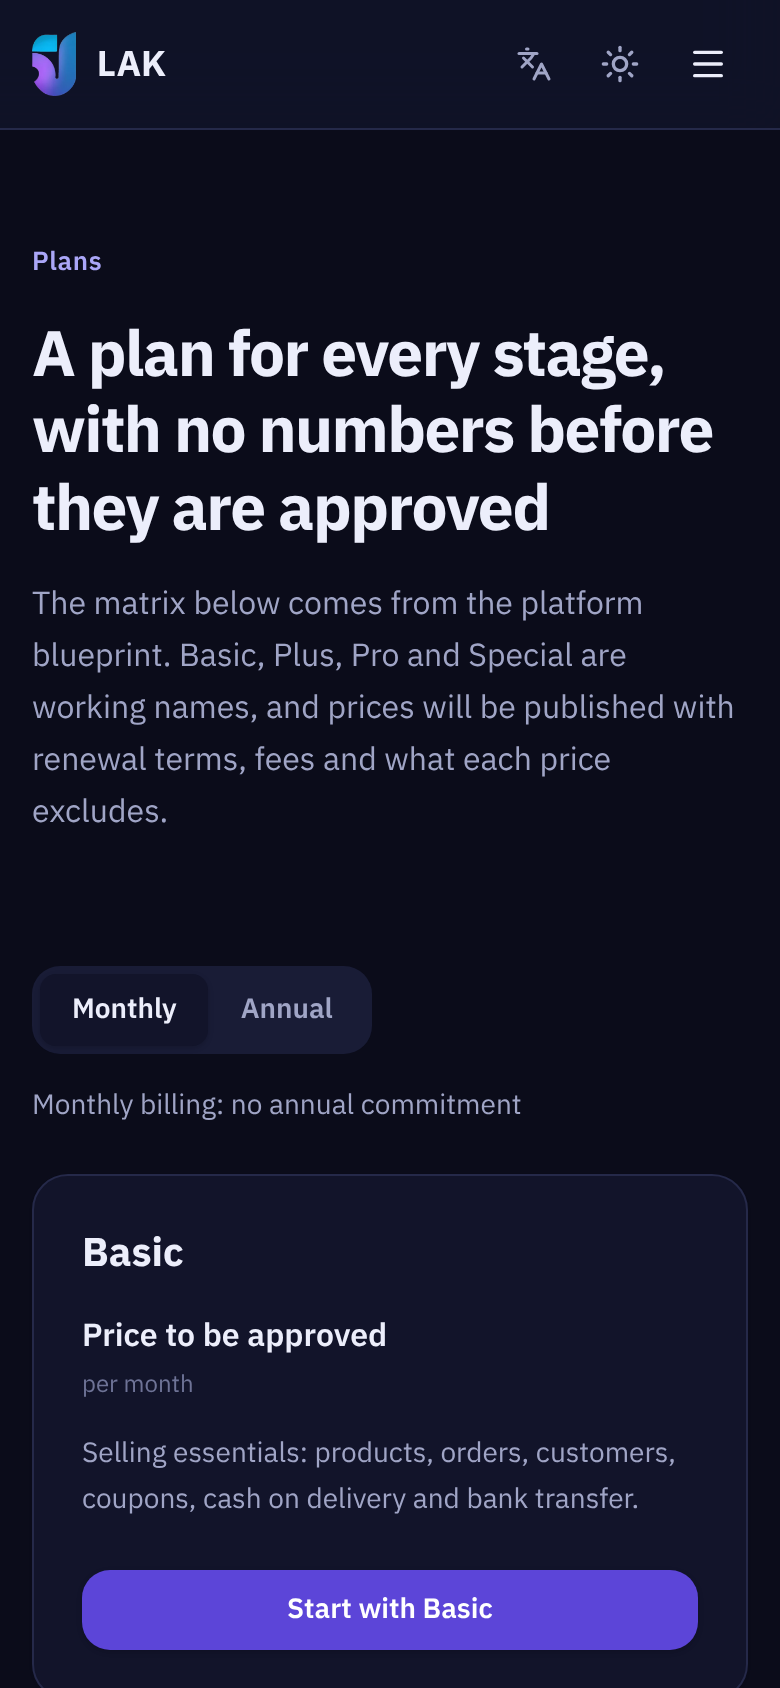 LAK
Plans
A plan for every stage,
with no numbers before
they are approved
The matrix below comes from the platform
blueprint. Basic, Plus, Pro and Special are
working names, and prices will be published with
renewal terms, fees and what each price
excludes.
Monthly Annual
Monthly billing: no annual commitment
Basic
Price to be approved
per month
Selling essentials: products, orders, customers,
coupons, cash on delivery and bank transfer.
Start with Basic